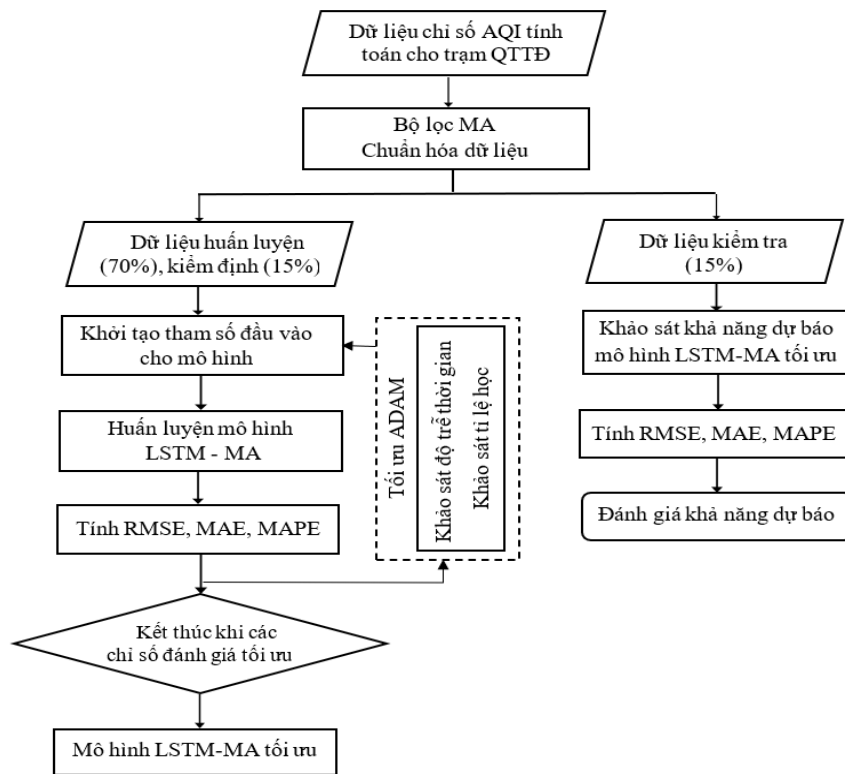 Dữ liệu chỉ số AQI tính
toán cho trạm QTTĐ
Bộ lọc MA
Chuẩn hóa dữ liệu
Dữ liệu huấn luyện
(70%), kiểm định (15%)
Khởi tạo tham số đầu vào
cho mô hình
Huấn luyện mô hình
LSTM - MA
Tính RMSE, MAE, MAPE
Kết thúc khi các
chỉ số đánh giá tối ưu
Mô hình LSTM-MA tối ưu
Tối ưu ADAM
Khảo sát độ trễ thời gian
Khảo sát tỉ lệ học
Dữ liệu kiểm tra
(15%)
Khảo sát khả năng dự báo
mô hình LSTM-MA tối ưu
Tính RMSE, MAE, MAPE
Đánh giá khả năng dự báo